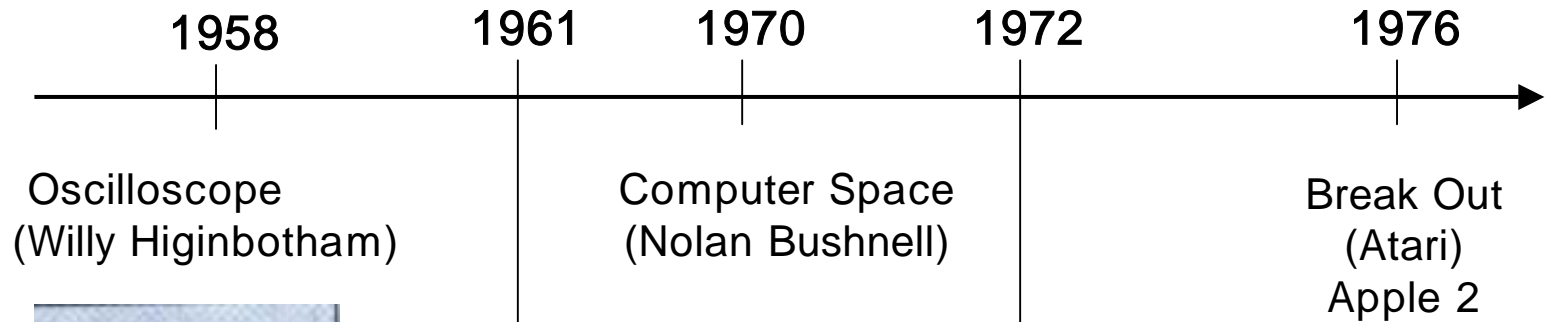 1958 1961 1970 1972 1976
Oscilloscope
(Willy Higinbotham)
Computer Space
(Nolan Bushnell)
Break Out
(Atari)
Apple 2